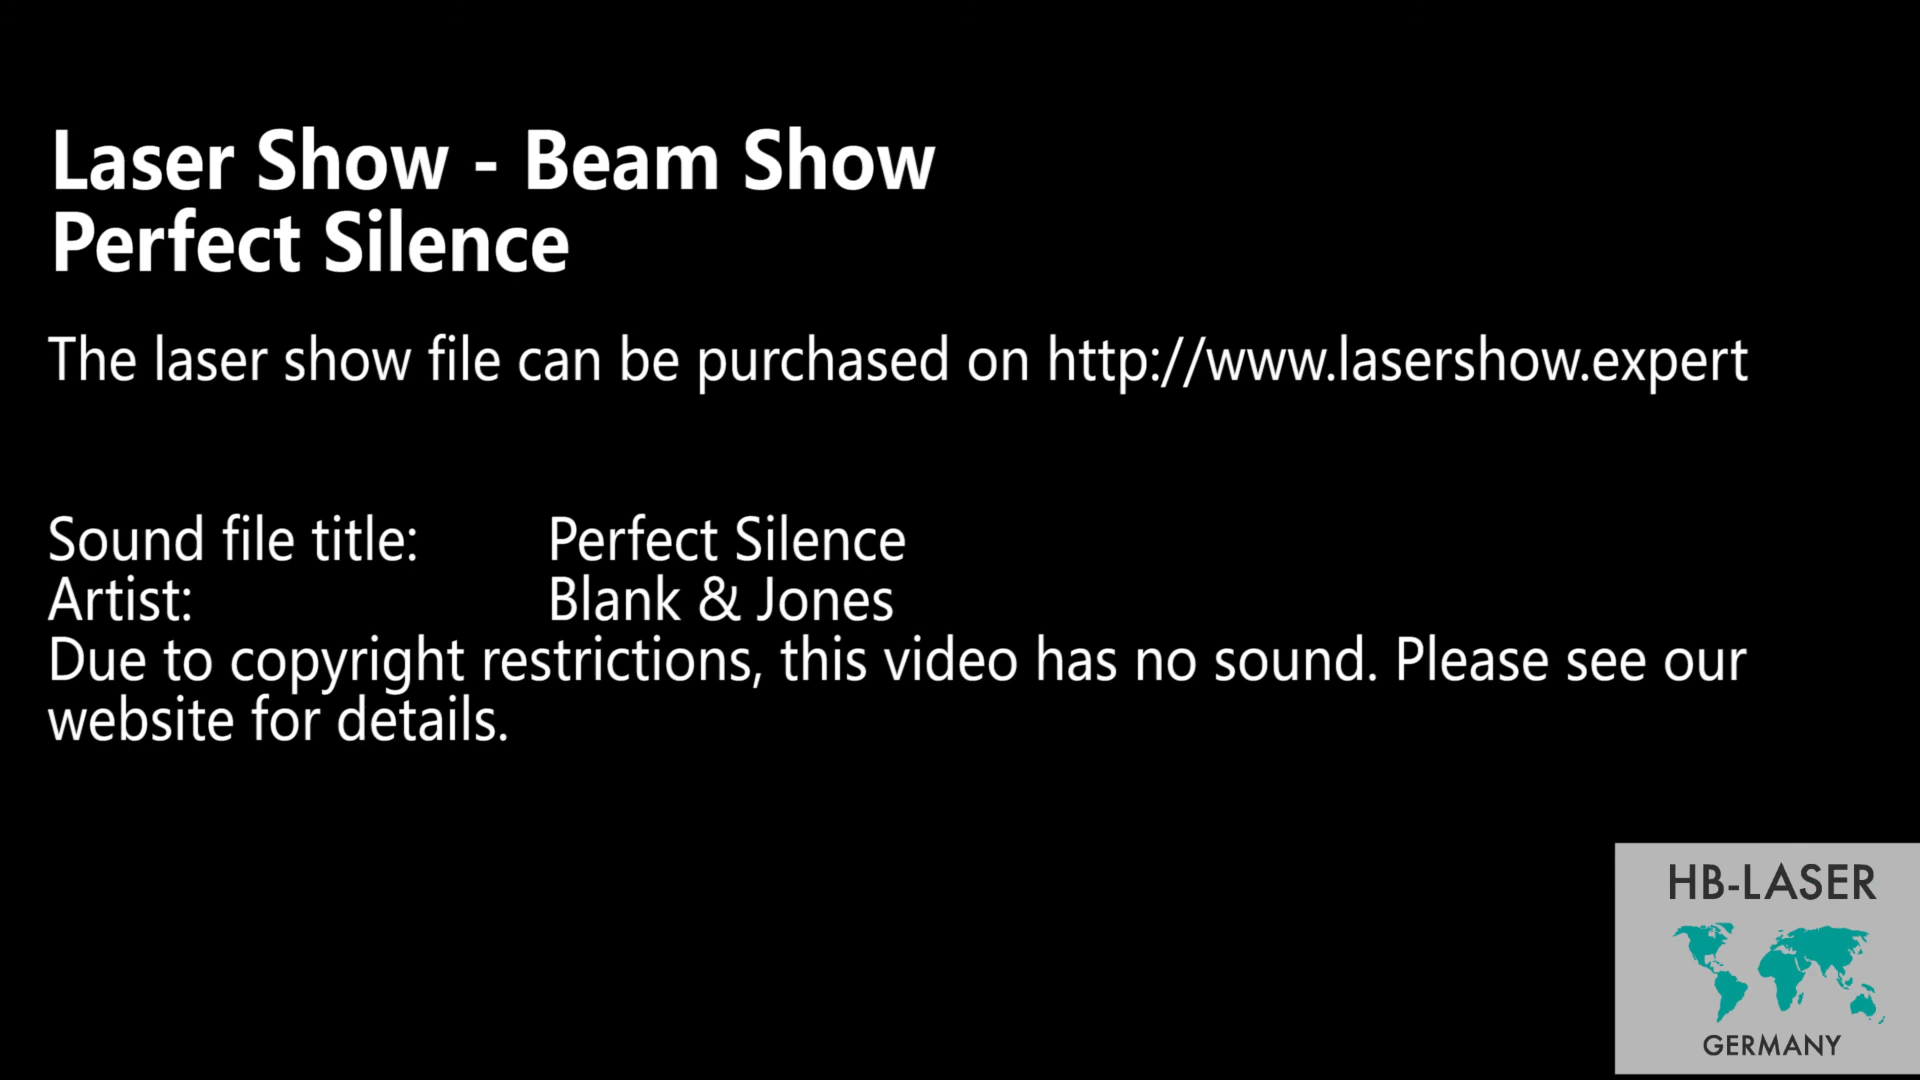 Laser Show - Beam Show
Perfect Silence
The laser show file can be purchased on http://www.lasershow.expert
Sound file title: Perfect Silence
Artist: Blank & Jones
Due to copyright restrictions, this video has no sound. Please see our
website for details.
HB-LASER
GERMANY